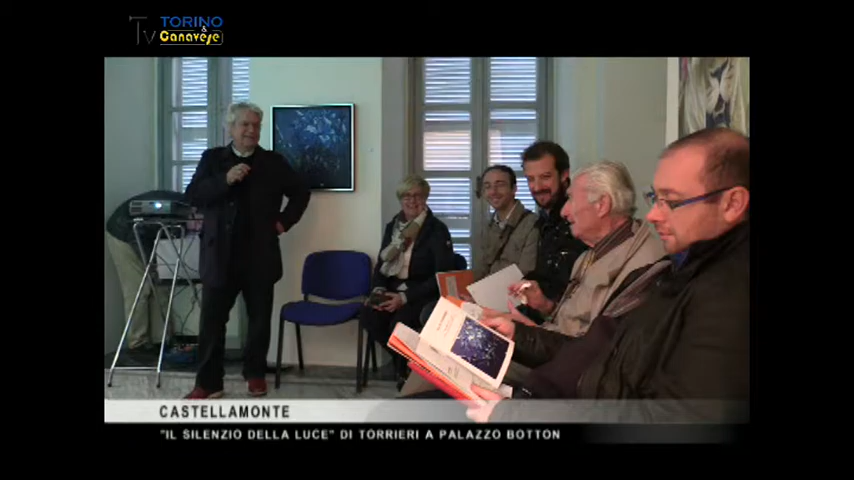 Tv TORINO
& Canavese
CASTELLAMONTE
"IL SILENZIO DELLA LUCE" DI TORRIERI A PALAZZO BOTTON